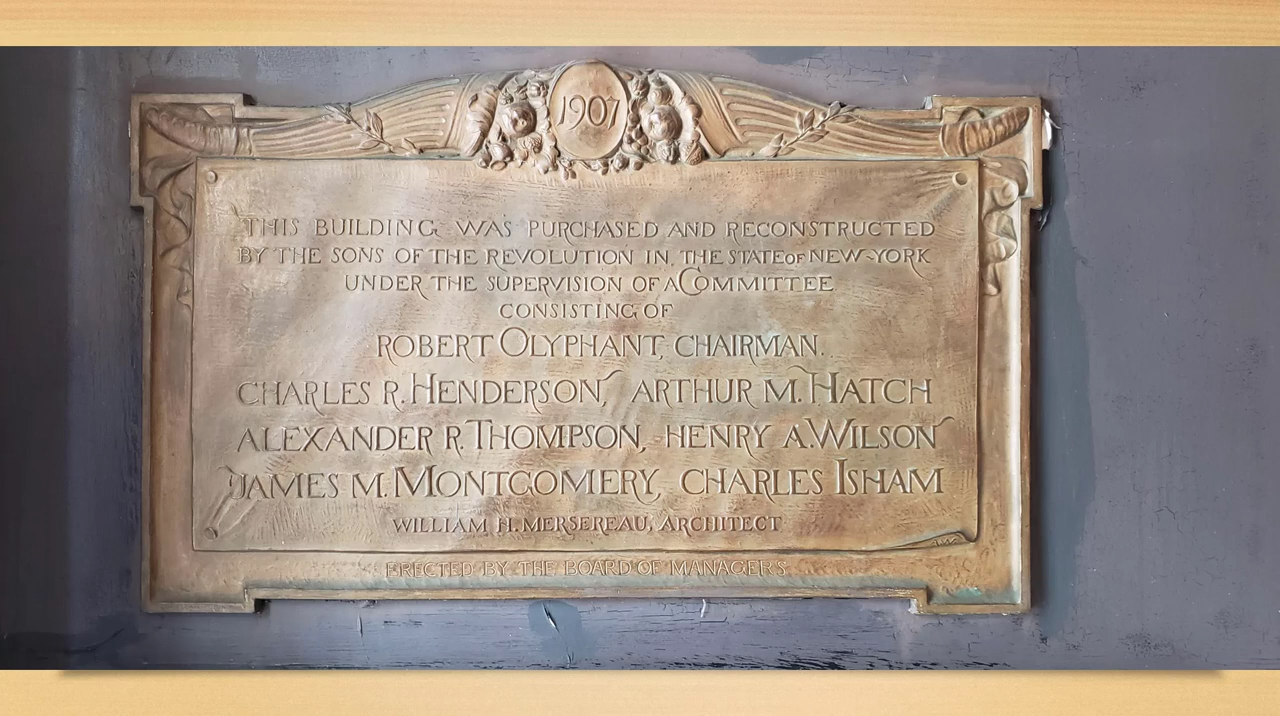 1907
THIS BUILDING WAS PURCHASED AND RECONSTRUCTED
BY THE SONS OF THE REVOLUTION IN THE STATE OF NEW-YORK
UNDER THE SUPERVISION OF A COMMITTEE
CONSISTING OF
ROBERT OLYPHANT, CHAIRMAN.
CHARLES R. HENDERSON, ARTHUR M. HATCH
ALEXANDER R. THOMPSON, HENRY A. WILSON
JAMES M. MONTGOMERY, CHARLES ISHAM
WILLIAM H. MERSEREAU, ARCHITECT
ERECTED BY THE BOARD OF MANAGERS